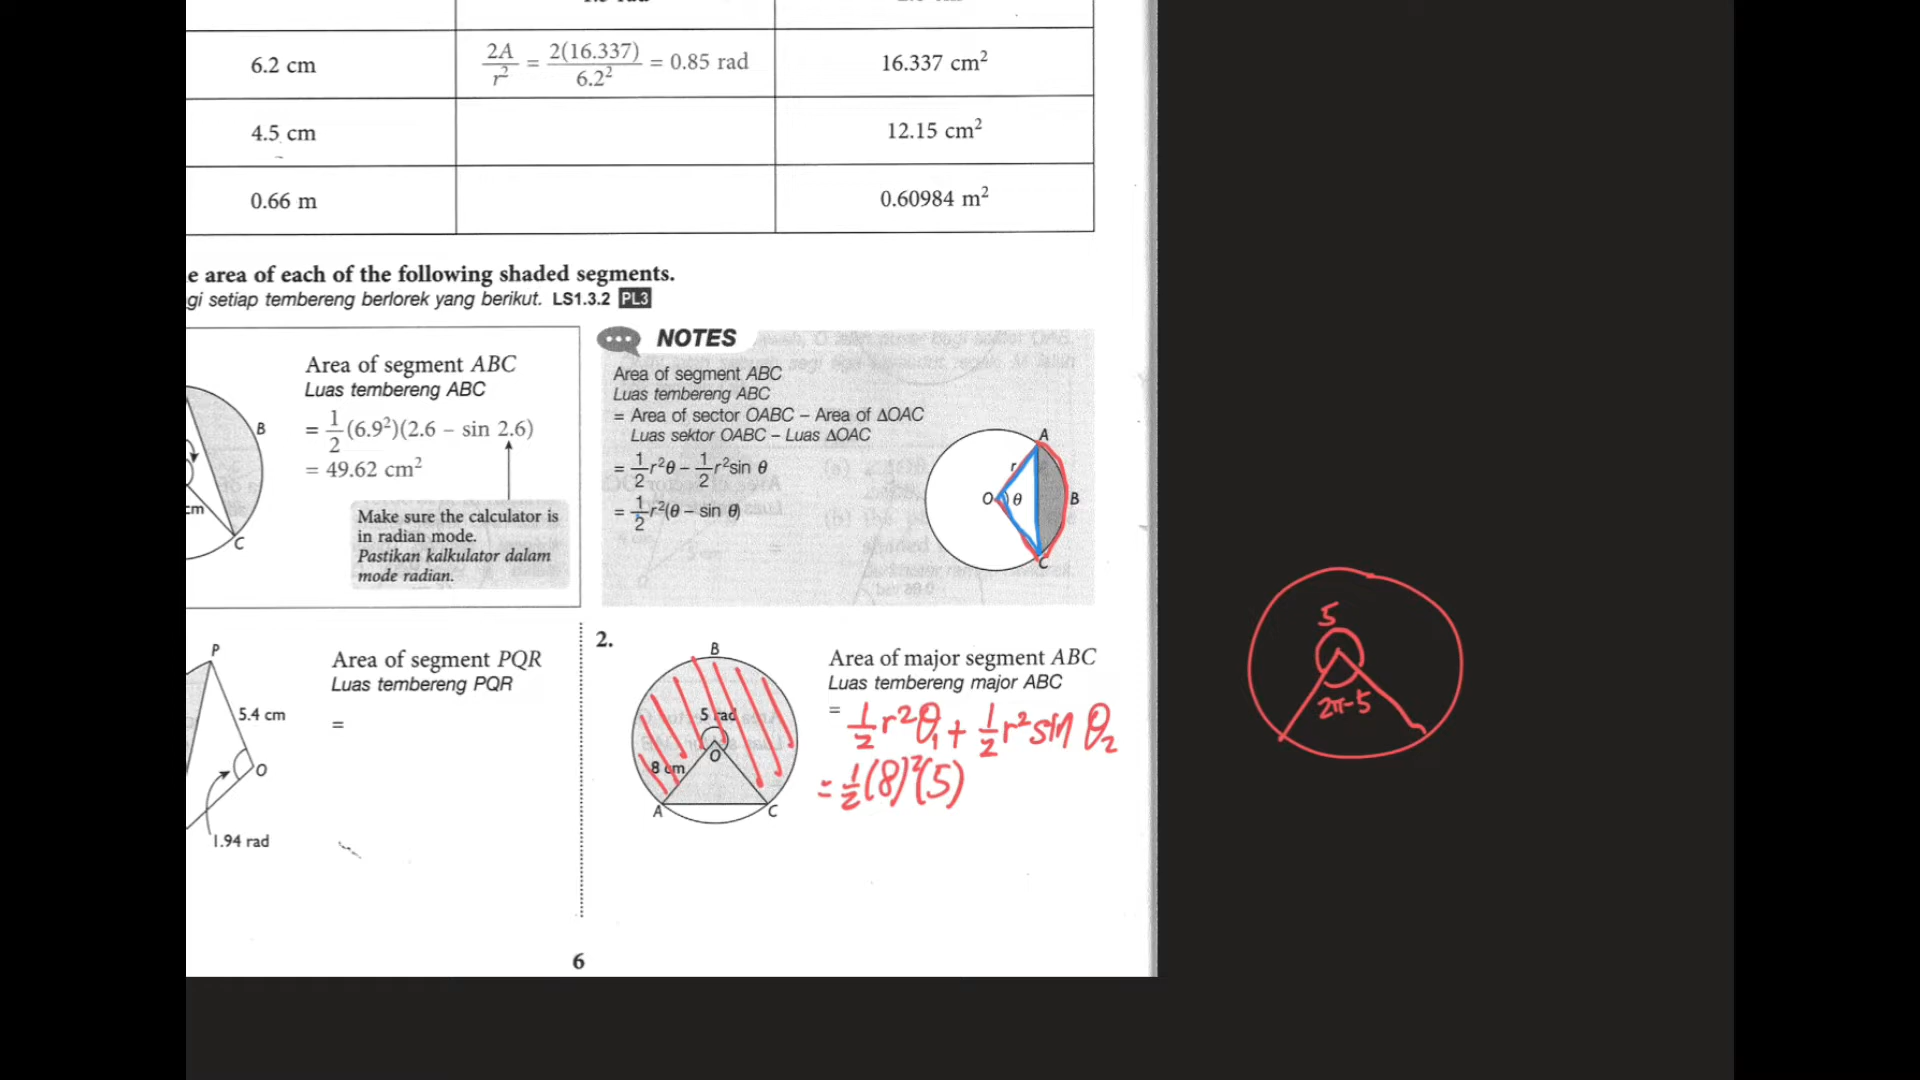 6.2 cm
2A/r² = 2(16.337)/6.2² = 0.85 rad
16.337 cm²
4.5 cm
12.15 cm²
0.66 m
0.60984 m²
e area of each of the following shaded segments.
gi setiap tembereng berlorek yang berikut. LS1.3.2 PL3
Area of segment ABC
Luas tembereng ABC
= 1/2(6.9²)(2.6 – sin 2.6)
= 49.62 cm²
B
cm
C
Make sure the calculator is
in radian mode.
Pastikan kalkulator dalam
mode radian.
NOTES
Area of segment ABC
Luas tembereng ABC
= Area of sector OABC – Area of ΔOAC
Luas sektor OABC – Luas ΔOAC
= 1/2r²θ – 1/2r²sin θ
= 1/2r²(θ – sin θ)
A
r
O θ
B
C
P
5.4 cm
O
1.94 rad
Area of segment PQR
Luas tembereng PQR
=
2.
B
5 rad
O
8 cm
A
C
Area of major segment ABC
Luas tembereng major ABC
= 1/2r²θ₁ + 1/2r²sin θ₂
= 1/2(8)²(5)
5
2π-5
6